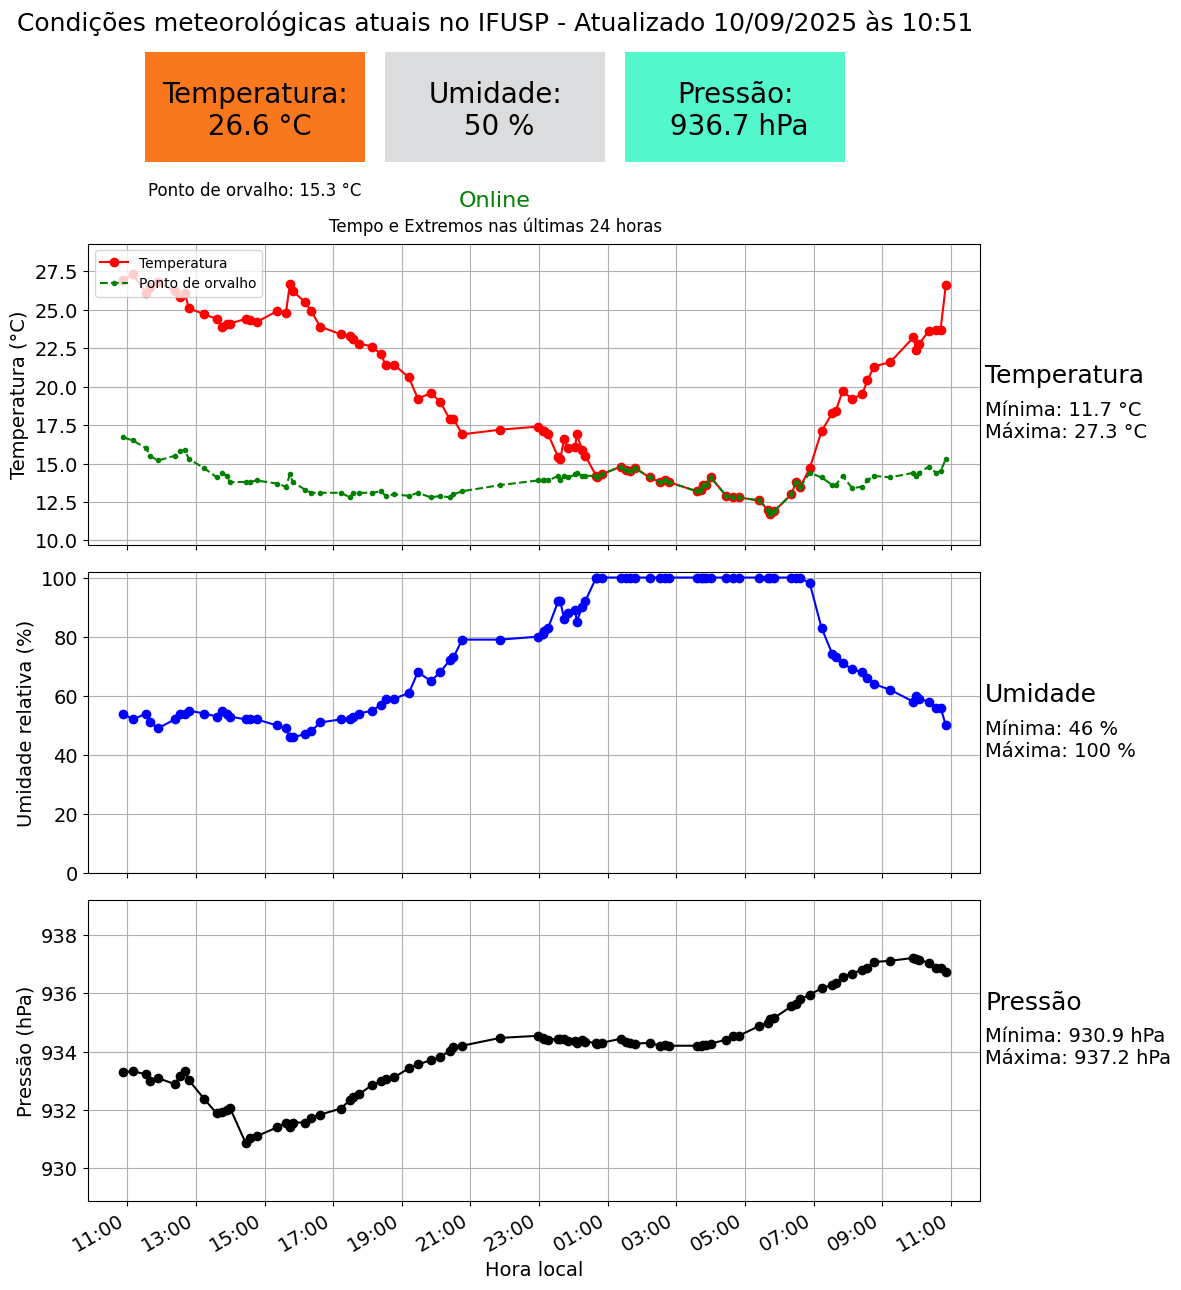 Condições meteorológicas atuais no IFUSP - Atualizado 10/09/2025 às 10:51
Temperatura:
26.6 °C
Umidade:
50 %
Pressão:
936.7 hPa
Ponto de orvalho: 15.3 °C
Online
Tempo e Extremos nas últimas 24 horas
Temperatura
Ponto de orvalho
Temperatura (°C)
27.5
25.0
22.5
20.0
17.5
15.0
12.5
10.0
Temperatura
Mínima: 11.7 °C
Máxima: 27.3 °C
Umidade relativa (%)
100
80
60
40
20
0
Umidade
Mínima: 46 %
Máxima: 100 %
Pressão (hPa)
938
936
934
932
930
Pressão
Mínima: 930.9 hPa
Máxima: 937.2 hPa
11:00
13:00
15:00
17:00
19:00
21:00
23:00
01:00
03:00
05:00
07:00
09:00
11:00
Hora local